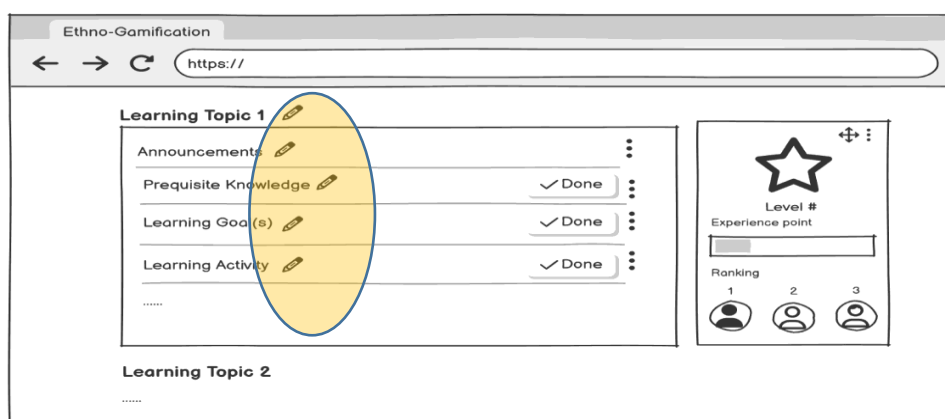 Ethno-Gamification
https://
Learning Topic 1
Announcements
Prequisite Knowledge
Done
Learning Goal(s)
Done
Learning Activity
Done
......
Level #
Experience point
Ranking
1 2 3
Learning Topic 2
......